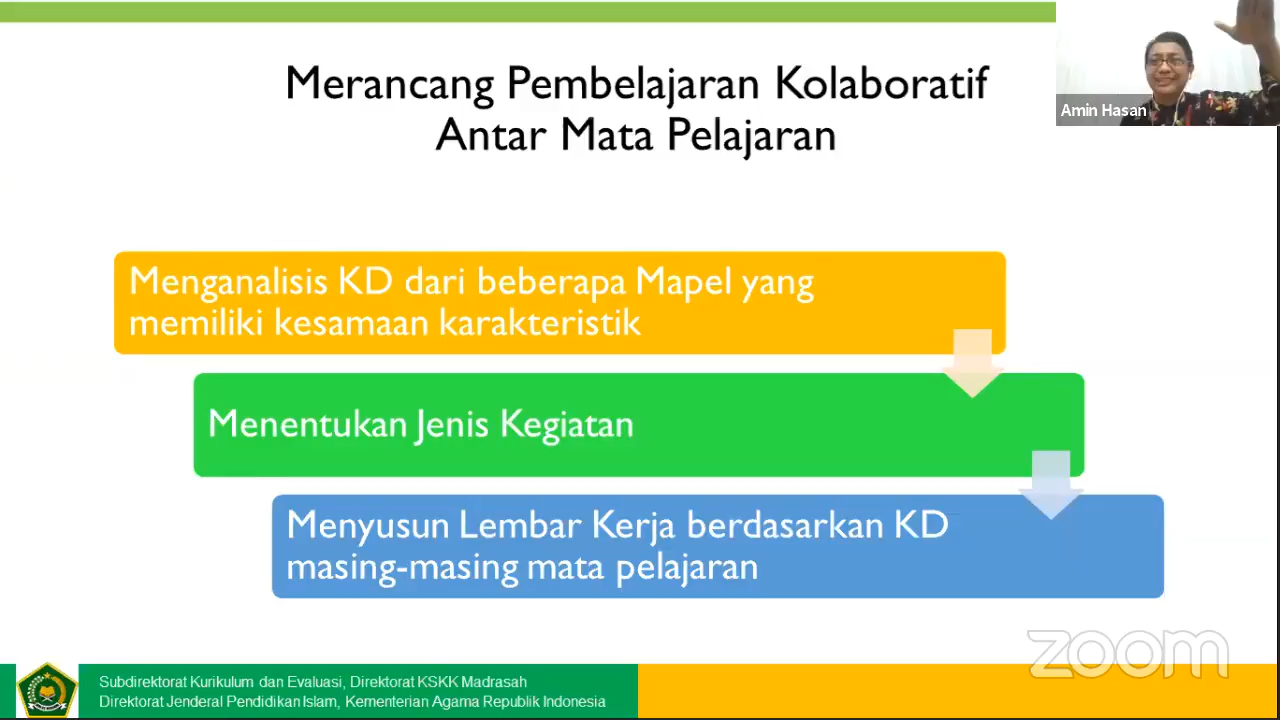 Merancang Pembelajaran Kolaboratif
Antar Mata Pelajaran
Amin Hasan
Menganalisis KD dari beberapa Mapel yang
memiliki kesamaan karakteristik
Menentukan Jenis Kegiatan
Menyusun Lembar Kerja berdasarkan KD
masing-masing mata pelajaran
zoom
Subdirektorat Kurikulum dan Evaluasi, Direktorat KSKK Madrasah
Direktorat Jenderal Pendidikan Islam, Kementerian Agama Republik Indonesia